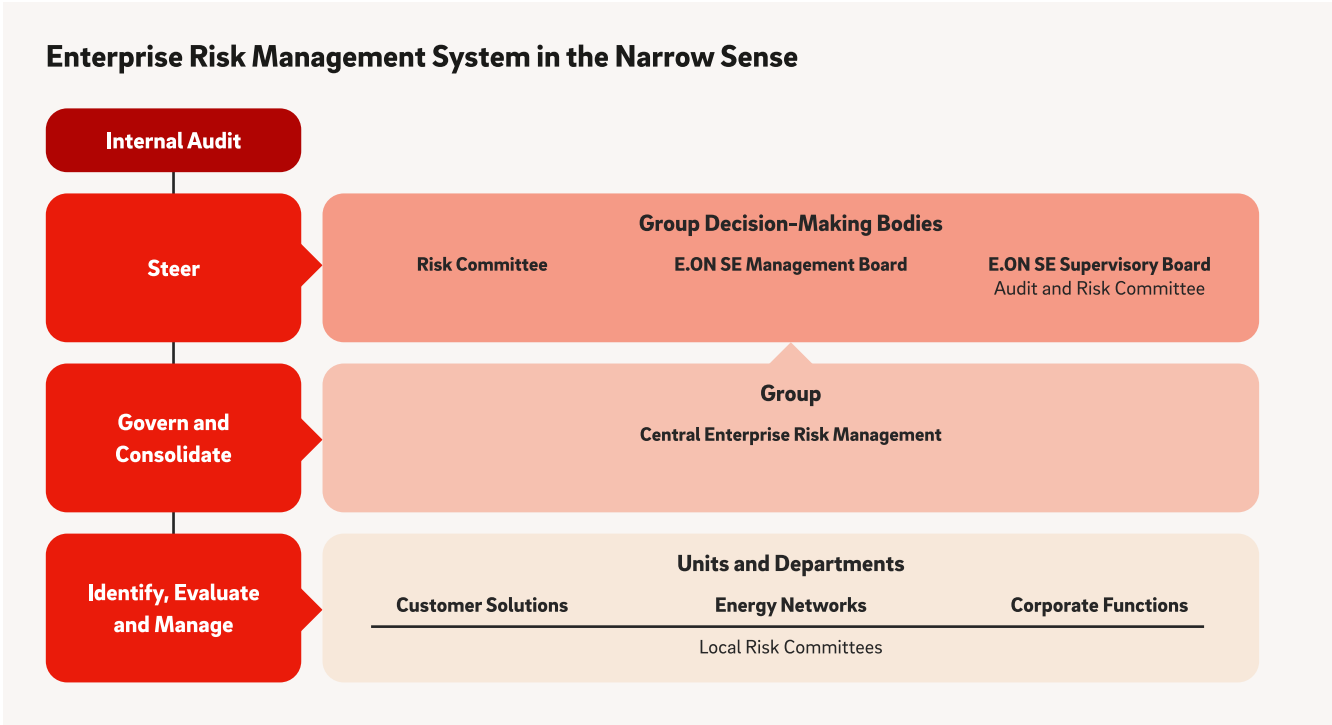 Enterprise Risk Management System in the Narrow Sense
Internal Audit
Steer
Group Decision-Making Bodies
Risk Committee
E.ON SE Management Board
E.ON SE Supervisory Board
Audit and Risk Committee
Govern and
Consolidate
Group
Central Enterprise Risk Management
Identify, Evaluate
and Manage
Units and Departments
Customer Solutions
Energy Networks
Corporate Functions
Local Risk Committees